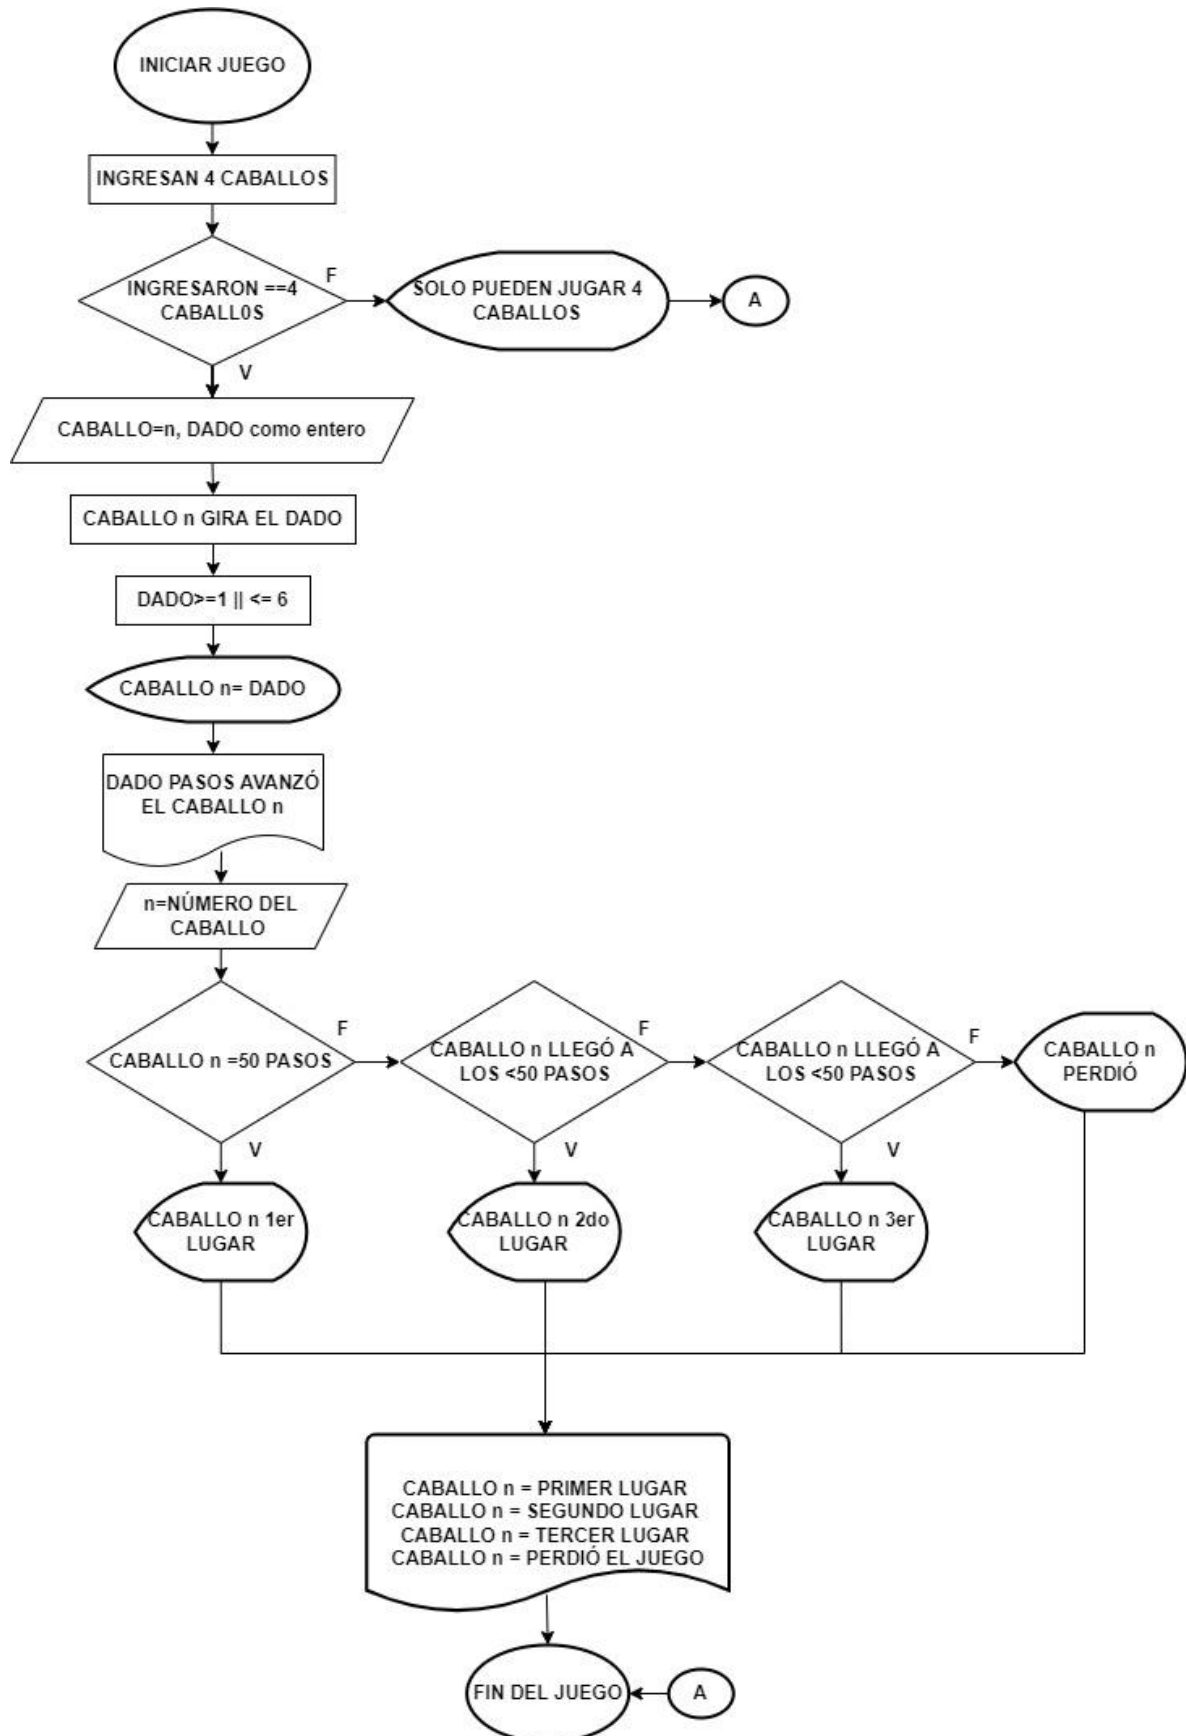 INICIAR JUEGO
INGRESAN 4 CABALLOS
INGRESARON ==4
CABALL0S
F
SOLO PUEDEN JUGAR 4
CABALLOS
A
V
CABALLO=n, DADO como entero
CABALLO n GIRA EL DADO
DADO>=1 || <= 6
CABALLO n= DADO
DADO PASOS AVANZÓ
EL CABALLO n
n=NÚMERO DEL
CABALLO
CABALLO n =50 PASOS
F
CABALLO n LLEGÓ A
LOS <50 PASOS
F
CABALLO n LLEGÓ A
LOS <50 PASOS
F
CABALLO n
PERDIÓ
V
V
V
CABALLO n 1er
LUGAR
CABALLO n 2do
LUGAR
CABALLO n 3er
LUGAR
CABALLO n = PRIMER LUGAR
CABALLO n = SEGUNDO LUGAR
CABALLO n = TERCER LUGAR
CABALLO n = PERDIÓ EL JUEGO
FIN DEL JUEGO
A